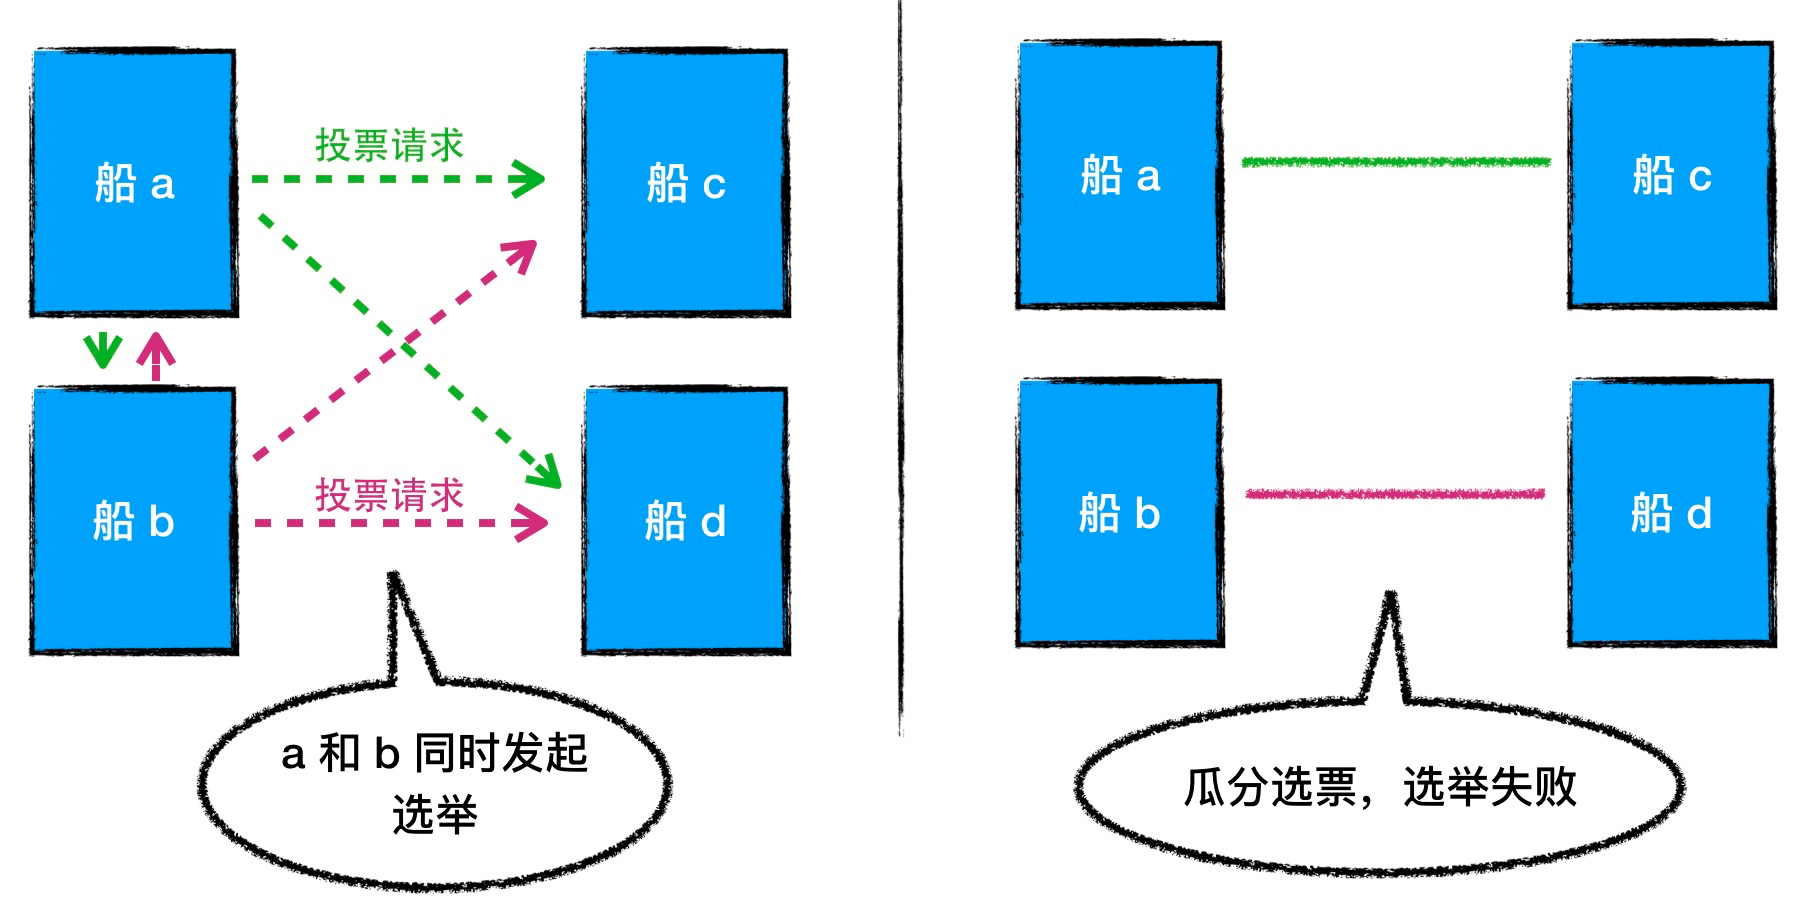 船 a
投票请求
船 c
船 b
投票请求
船 d
a 和 b 同时发起
选举
船 a
船 c
船 b
船 d
瓜分选票，选举失败